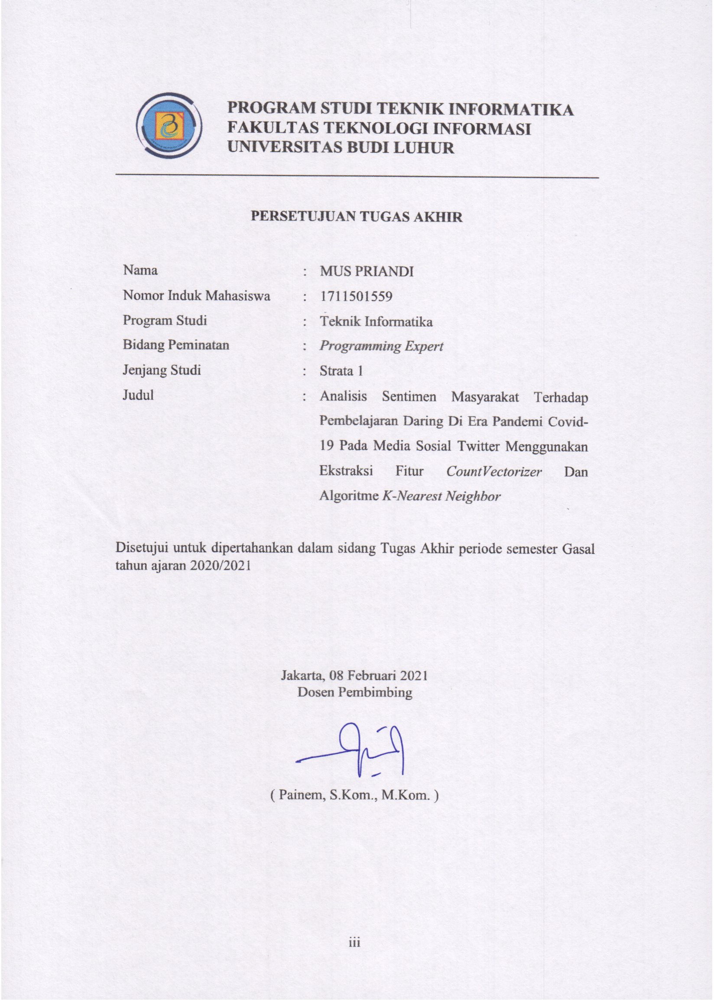 PROGRAM STUDI TEKNIK INFORMATIKA
FAKULTAS TEKNOLOGI INFORMASI
UNIVERSITAS BUDI LUHUR
PERSETUJUAN TUGAS AKHIR
Nama : MUS PRIANDI
Nomor Induk Mahasiswa : 1711501559
Program Studi : Teknik Informatika
Bidang Peminatan : Programming Expert
Jenjang Studi : Strata 1
Judul : Analisis Sentimen Masyarakat Terhadap
Pembelajaran Daring Di Era Pandemi Covid-
19 Pada Media Sosial Twitter Menggunakan
Ekstraksi Fitur CountVectorizer Dan
Algoritme K-Nearest Neighbor
Disetujui untuk dipertahankan dalam sidang Tugas Akhir periode semester Gasal
tahun ajaran 2020/2021
Jakarta, 08 Februari 2021
Dosen Pembimbing
( Painem, S.Kom., M.Kom. )
iii